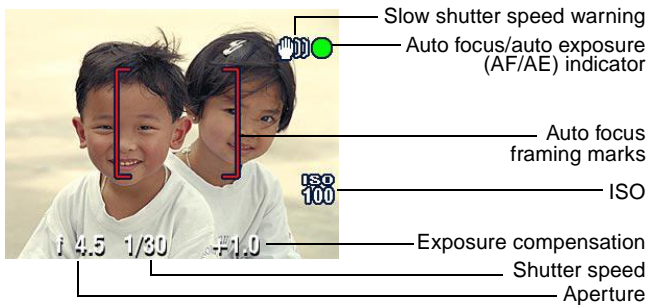 Slow shutter speed warning
Auto focus/auto exposure
(AF/AE) indicator
Auto focus
framing marks
ISO
100
ISO
f 4.5 1/30 +1.0
Exposure compensation
Shutter speed
Aperture